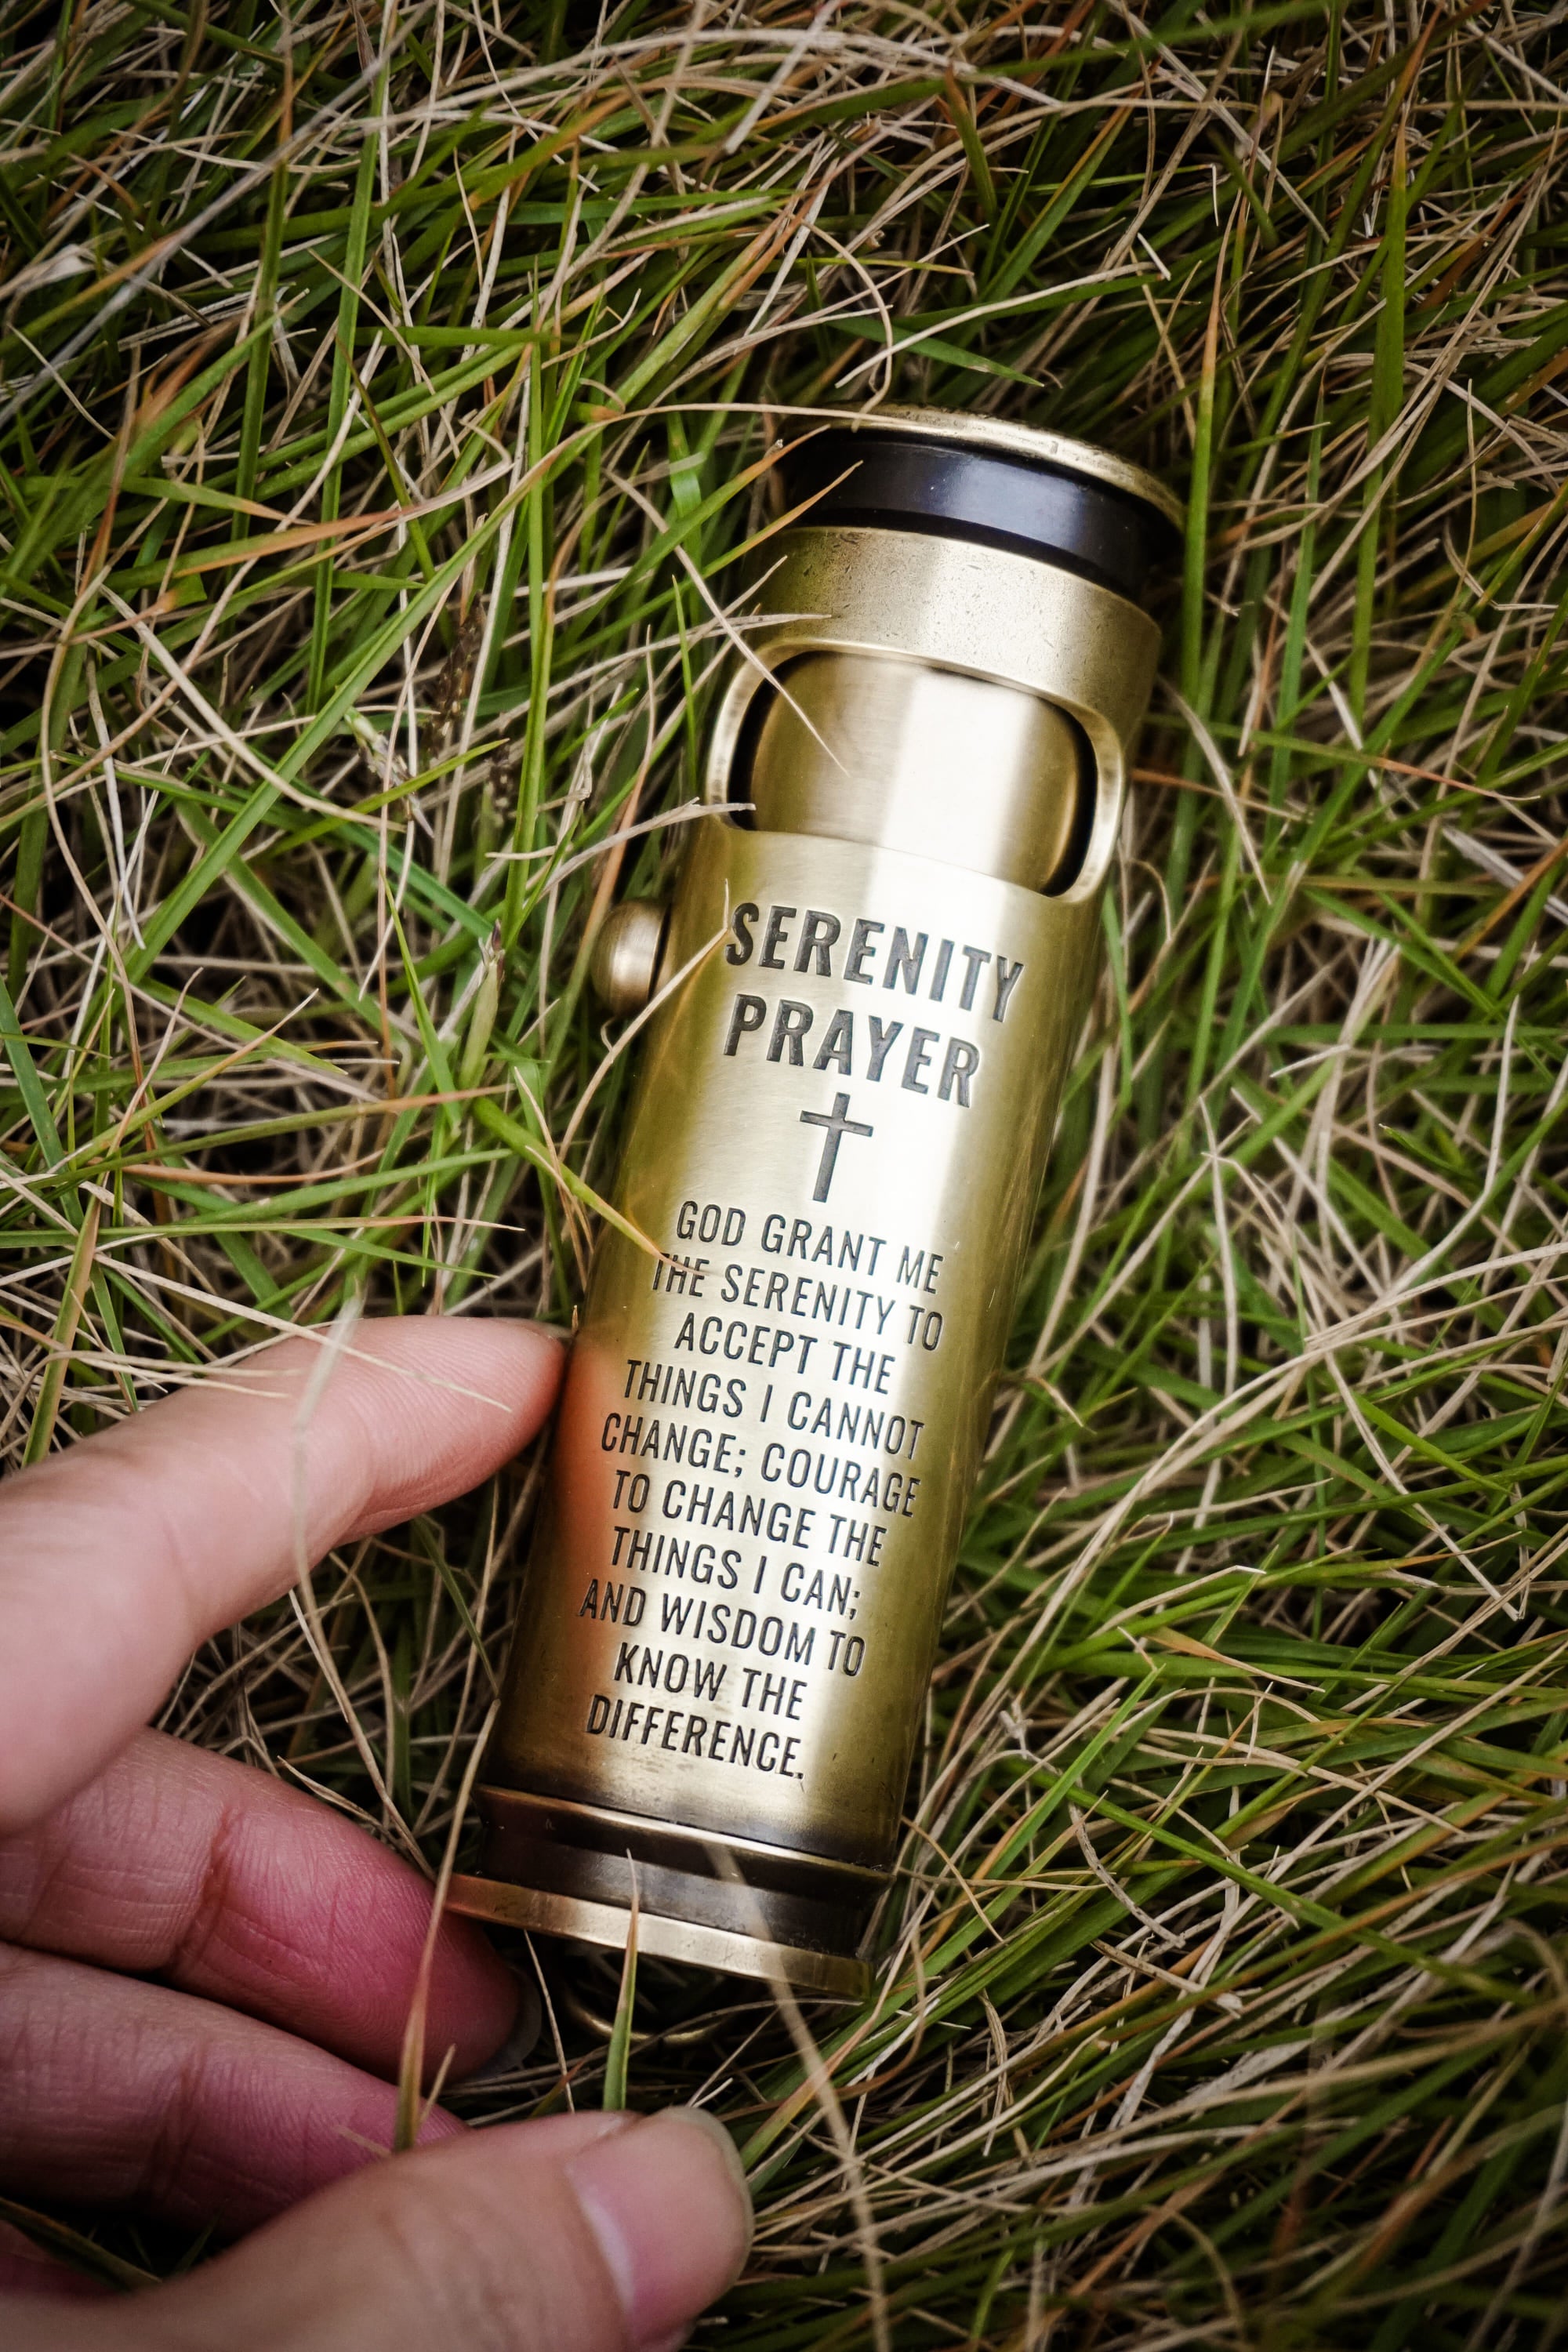 SERENITY
PRAYER
GOD GRANT ME
THE SERENITY TO
ACCEPT THE
THINGS I CANNOT
CHANGE; COURAGE
TO CHANGE THE
THINGS I CAN;
AND WISDOM TO
KNOW THE
DIFFERENCE.